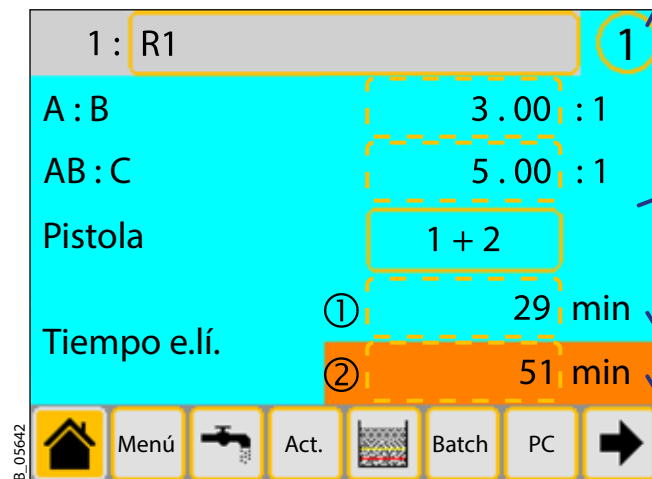 1 : R1 1
A : B 3 . 00 : 1
AB : C 5 . 00 : 1
Pistola 1 + 2
① 29 min
Tiempo e.lí.
② 51 min
Menú Act. Batch PC
B_05642